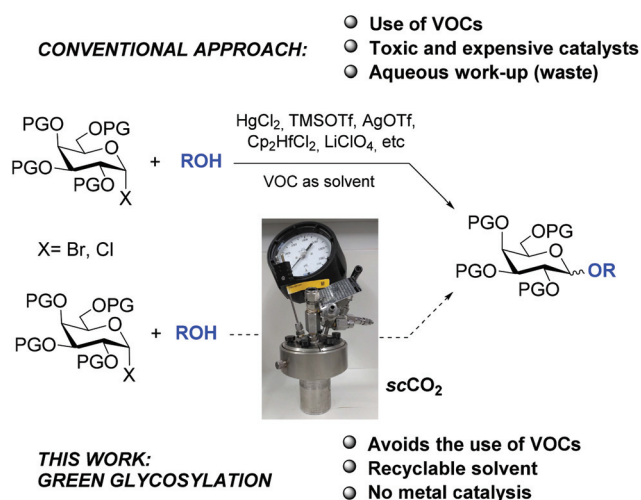 CONVENTIONAL APPROACH:
Use of VOCs
Toxic and expensive catalysts
Aqueous work-up (waste)
PGO OPG
PGO
PGO
X
+ ROH
HgCl2, TMSOTf, AgOTf,
Cp2HfCl2, LiClO4, etc
VOC as solvent
X= Br, Cl
PGO OPG
PGO
PGO
X
+ ROH
scCO2
PGO OPG
PGO
PGO
OR
THIS WORK:
GREEN GLYCOSYLATION
Avoids the use of VOCs
Recyclable solvent
No metal catalysis